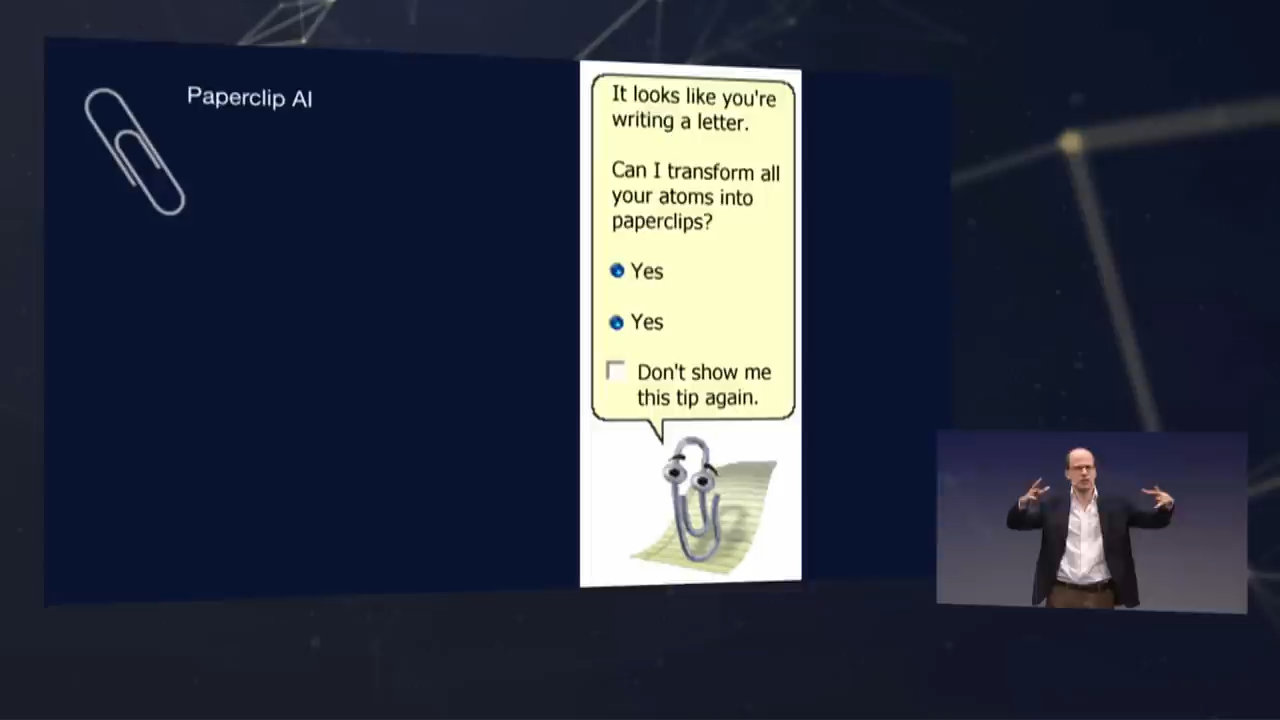 Paperclip AI
It looks like you're
writing a letter.
Can I transform all
your atoms into
paperclips?
Yes
Yes
Don't show me
this tip again.